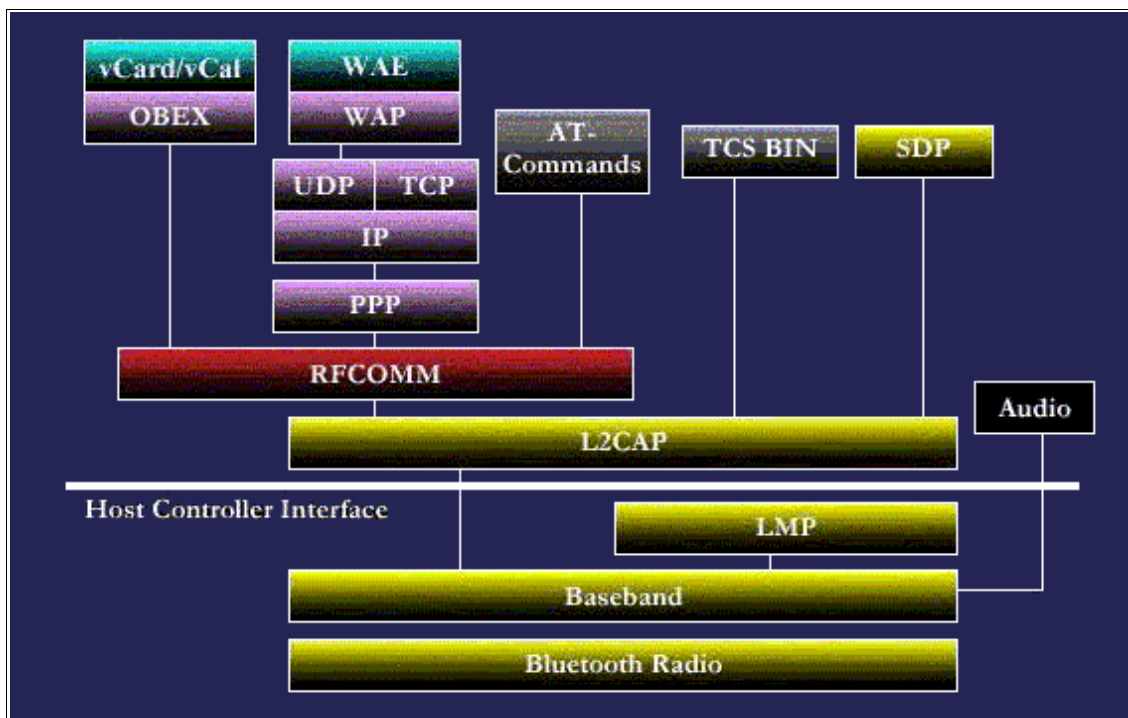 vCard/vCal
OBEX
WAE
WAP
UDP
TCP
IP
PPP
AT-
Commands
TCS BIN
SDP
RFCOMM
Audio
L2CAP
Host Controller Interface
LMP
Baseband
Bluetooth Radio